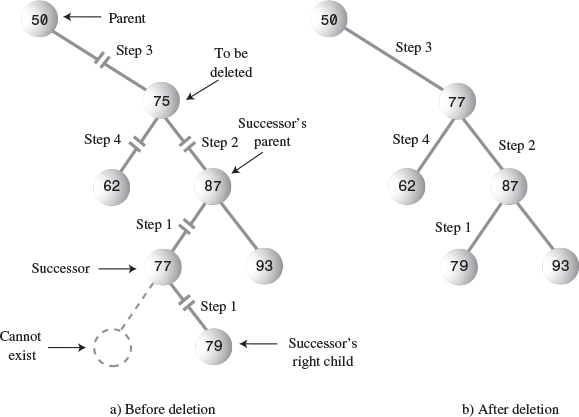 50
Parent
Step 3
To be
deleted
75
Step 4
Step 2
Successor's
parent
62
87
Step 1
Successor
77
93
Step 1
Cannot
exist
79
Successor's
right child
a) Before deletion
50
Step 3
77
Step 4
Step 2
62
87
Step 1
79
93
b) After deletion